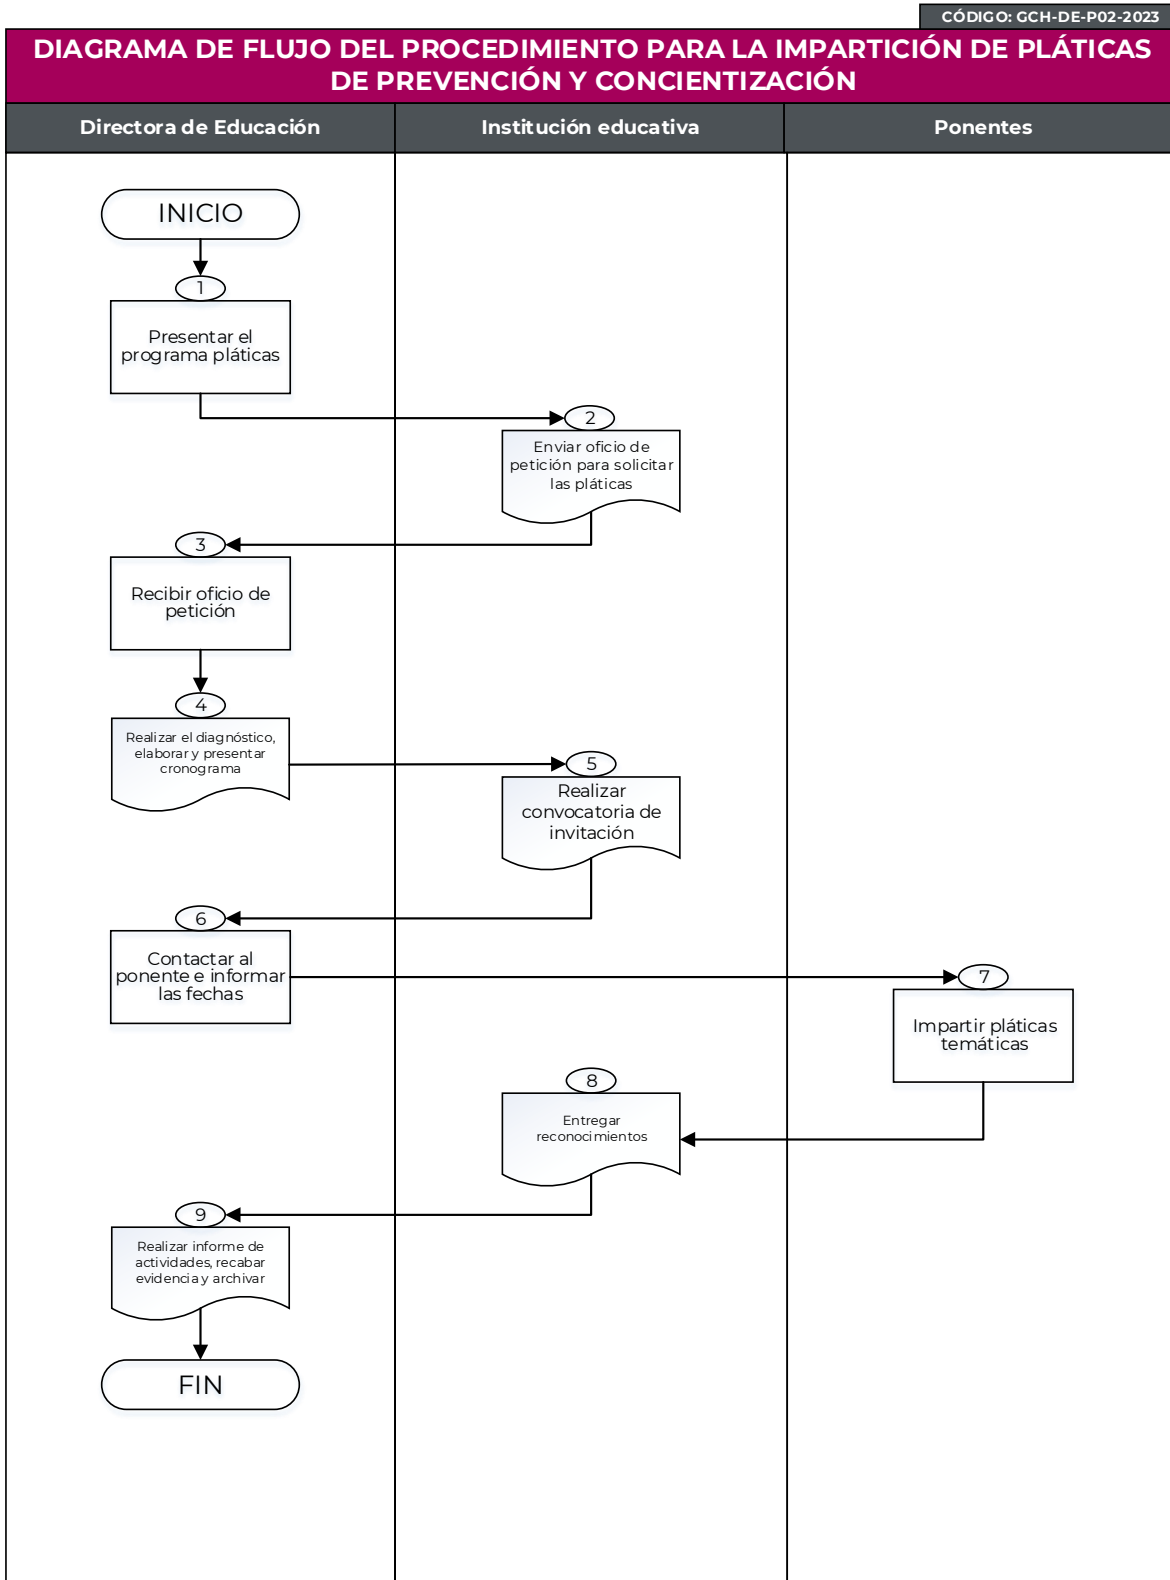 CÓDIGO: GCH-DE-P02-2023
DIAGRAMA DE FLUJO DEL PROCEDIMIENTO PARA LA IMPARTICIÓN DE PLÁTICAS
DE PREVENCIÓN Y CONCIENTIZACIÓN
Directora de Educación
Institución educativa
Ponentes
INICIO
1
Presentar el
programa pláticas
2
Enviar oficio de
petición para solicitar
las pláticas
3
Recibir oficio de
petición
4
Realizar el diagnóstico,
elaborar y presentar
cronograma
5
Realizar
convocatoria de
invitación
6
Contactar al
ponente e informar
las fechas
7
Impartir pláticas
temáticas
8
Entregar
reconocimientos
9
Realizar informe de
actividades, recabar
evidencia y archivar
FIN